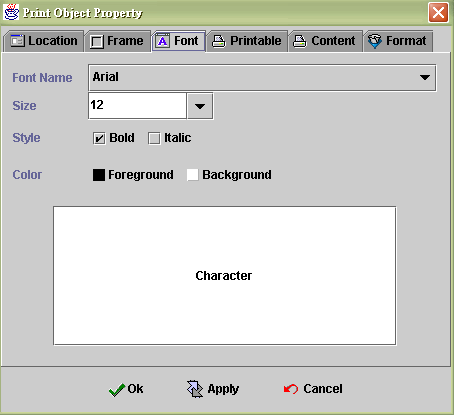 Print Object Property
Location Frame Font Printable Content Format
Font Name Arial
Size 12
Style Bold Italic
Color Foreground Background
Character
Ok Apply Cancel